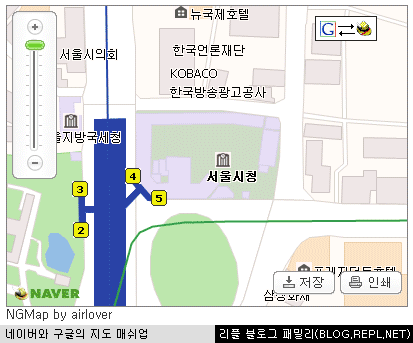 뉴국제호텔
서울시의회
한국언론재단
KOBACO
한국방송광고공사
울지방국세청
서울시청
3
4
5
2
프레지던트호텔
삼성화재
저장
인쇄
NAVER
NGMap by airlover
네이버와 구글의 지도 매쉬업
리플 블로그 패밀리(BLOG.REPL.NET)